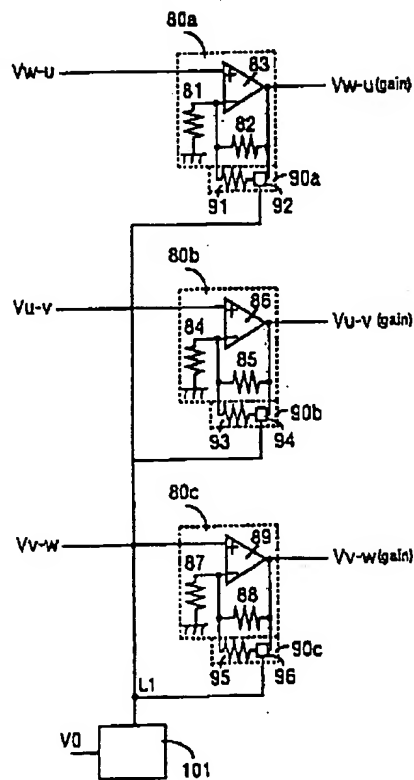 80a
Vw-u
83
Vw-u(gain)
81
82
90a
91
92
80b
Vu-v
86
Vu-v(gain)
84
85
90b
93
94
80c
Vv-w
89
Vv-w(gain)
87
88
90c
95
96
L1
V0
101